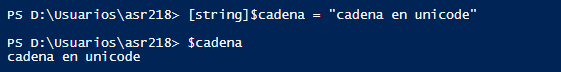 PS D:\Usuarios\asr218> [string]$cadena = "cadena en unicode"
PS D:\Usuarios\asr218> $cadena
cadena en unicode